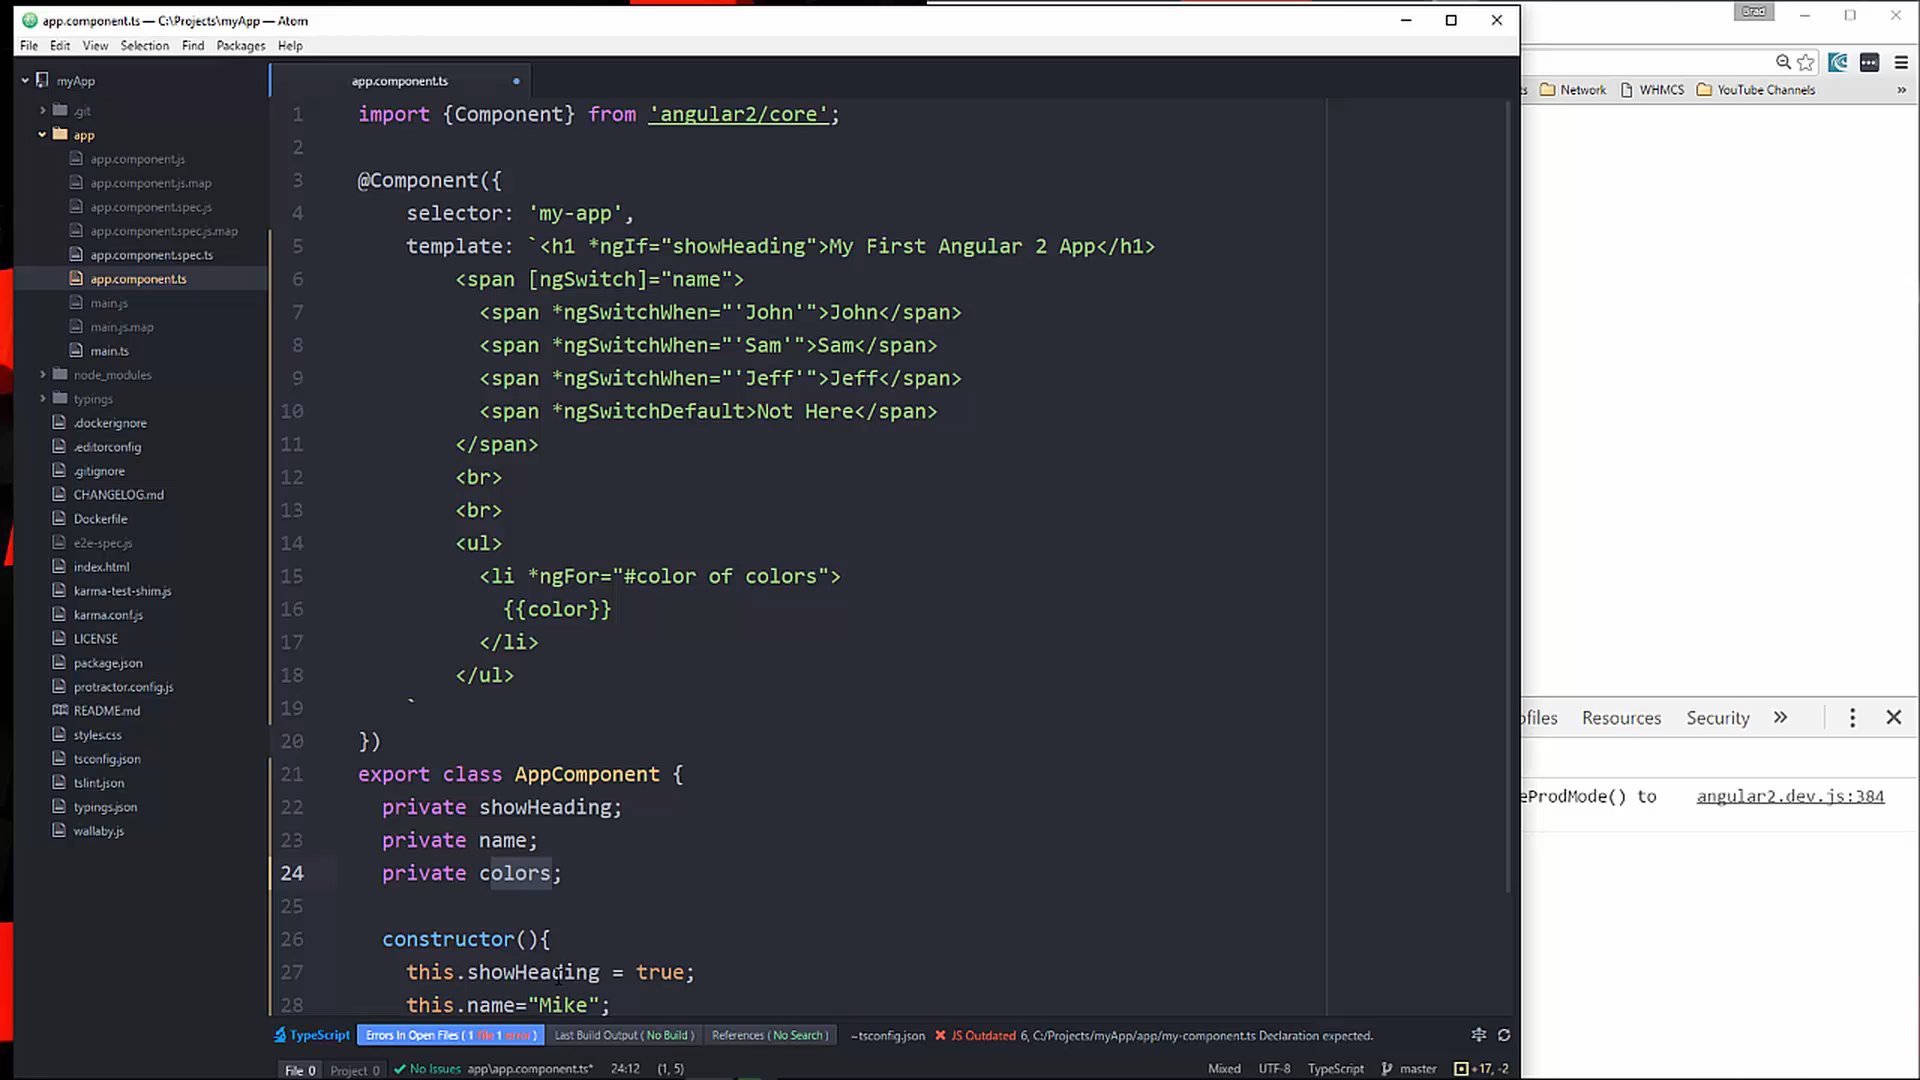 app.component.ts — C:\Projects\myApp — Atom
Brad
File Edit View Selection Find Packages Help
myApp
.git
app
app.component.js
app.component.js.map
app.component.spec.js
app.component.spec.js.map
app.component.spec.ts
app.component.ts
main.js
main.js.map
main.ts
node_modules
typings
.dockerignore
.editorconfig
.gitignore
CHANGELOG.md
Dockerfile
e2e-spec.js
index.html
karma-test-shim.js
karma.conf.js
LICENSE
package.json
protractor.config.js
README.md
styles.css
tsconfig.json
tslint.json
typings.json
wallaby.js
app.component.ts
1 import {Component} from 'angular2/core';
2
3 @Component({
4 selector: 'my-app',
5 template: `<h1 *ngIf="showHeading">My First Angular 2 App</h1>
6 <span [ngSwitch]="name">
7 <span *ngSwitchWhen="'John'">John</span>
8 <span *ngSwitchWhen="'Sam'">Sam</span>
9 <span *ngSwitchWhen="'Jeff'">Jeff</span>
10 <span *ngSwitchDefault>Not Here</span>
11 </span>
12 <br>
13 <br>
14 <ul>
15 <li *ngFor="#color of colors">
16 {{color}}
17 </li>
18 </ul>
19 `
20 })
21 export class AppComponent {
22 private showHeading;
23 private name;
24 private colors;
25
26 constructor(){
27 this.showHeading = true;
28 this.name="Mike";
TypeScript Errors In Open Files ( 1 file 1 error ) Last Build Output ( No Build ) References ( No Search ) ~tsconfig.json JS Outdated 6, C:/Projects/myApp/app/my-component.ts Declaration expected.
File 0 Project 0 No Issues app\app.component.ts* 24:12 (1, 5) Mixed UTF-8 TypeScript master +17, -2
ts Network WHMCS YouTube Channels »
ofiles Resources Security »
eProdMode() to angular2.dev.js:384